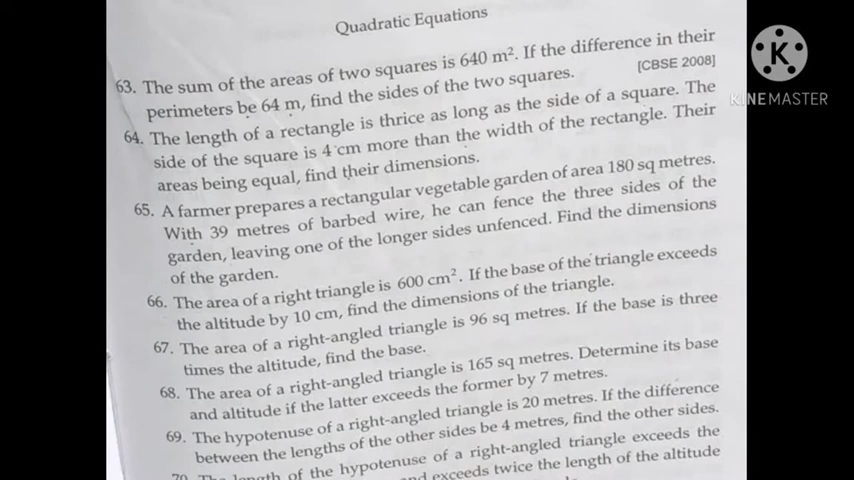 Quadratic Equations
63. The sum of the areas of two squares is 640 m². If the difference in their
perimeters be 64 m, find the sides of the two squares. [CBSE 2008]
64. The length of a rectangle is thrice as long as the side of a square. The
side of the square is 4 cm more than the width of the rectangle. Their
areas being equal, find their dimensions.
65. A farmer prepares a rectangular vegetable garden of area 180 sq metres.
With 39 metres of barbed wire, he can fence the three sides of the
garden, leaving one of the longer sides unfenced. Find the dimensions
of the garden.
66. The area of a right triangle is 600 cm². If the base of the triangle exceeds
the altitude by 10 cm, find the dimensions of the triangle.
67. The area of a right-angled triangle is 96 sq metres. If the base is three
times the altitude, find the base.
68. The area of a right-angled triangle is 165 sq metres. Determine its base
and altitude if the latter exceeds the former by 7 metres.
69. The hypotenuse of a right-angled triangle is 20 metres. If the difference
between the lengths of the other sides be 4 metres, find the other sides.
70. The length of the hypotenuse of a right-angled triangle exceeds the
exceeds twice the length of the altitude
K
KINEMASTER